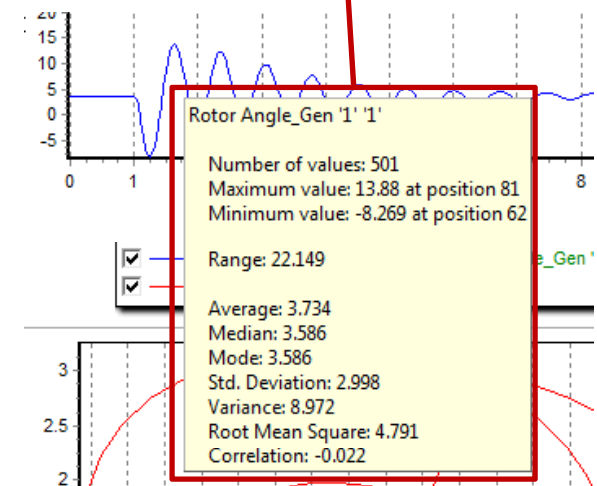 20
15
10
5
0
-5
0 1 8
Rotor Angle_Gen '1' '1'
Number of values: 501
Maximum value: 13.88 at position 81
Minimum value: -8.269 at position 62
Range: 22.149
e_Gen '
Average: 3.734
Median: 3.586
Mode: 3.586
Std. Deviation: 2.998
Variance: 8.972
Root Mean Square: 4.791
Correlation: -0.022
3
2.5
2